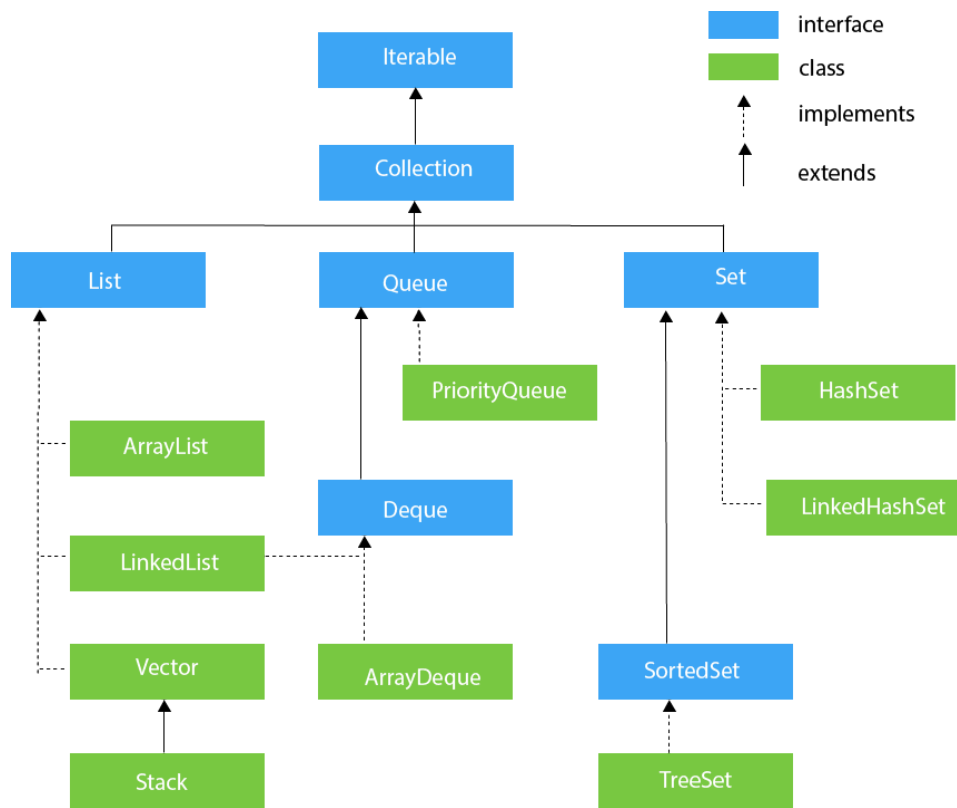 interface
Iterable
class
implements
Collection
extends
List
Queue
Set
PriorityQueue
HashSet
ArrayList
Deque
LinkedHashSet
LinkedList
Vector
ArrayDeque
SortedSet
Stack
TreeSet